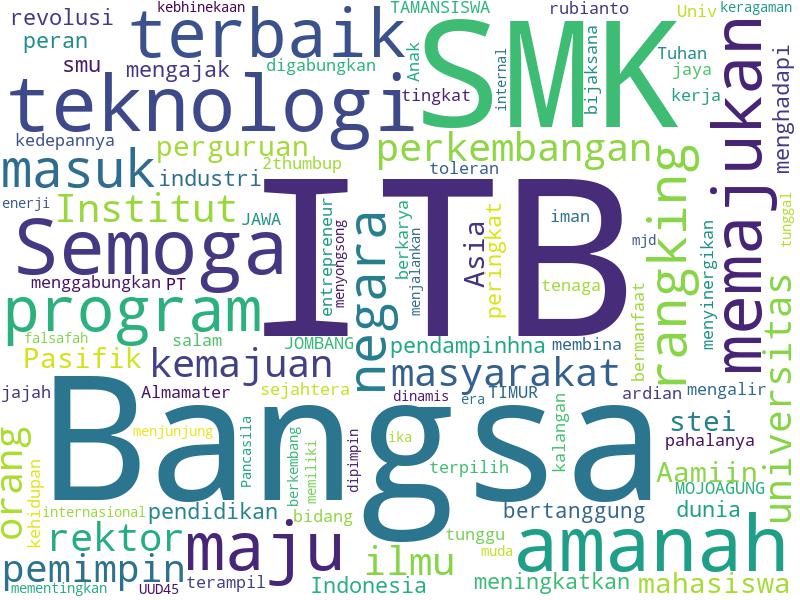 revolusi
kebhinekaan
TAMANSISWA
rubianto
Univ
keragaman
peran
terbaik
Anak
SMK
bijaksana
Tuhan
jaya
memajukan
menghadapi
smu
mengajak
digabungkan
internal
teknologi
tingkat
kerja
kedepannya
perguruan
perkembangan
masuk
industri
2thumbup
toleran
rangking
enerji
Institut
JAWA
ITB
iman
tunggal
Semoga
entrepreneur
menyongsong
negara
berkarya
menjalankan
Asia
peringkat
mjd
menyinergikan
menggabungkan
PT
tenaga
bermanfaat
universitas
program
falsafah
salam
JOMBANG
pendampinhna
membina
Pasifik
kemajuan
masyarakat
jajah
Almamater
sejahtera
dinamis
era
TIMUR
ardian
mengalir
Bangsa
menjunjung
Pancasila
berkembang
memiliki
dipimpin
ika
kalangan
stei
pahalanya
orang
kehidupan
terpilih
Aamiin
MOJOAGUNG
internasional
pendidikan
bidang
bertanggung
dunia
rektor
maju
tunggu
amanah
pemimpin
ilmu
muda
mementingkan
UUD45
terampil
Indonesia
meningkatkan
mahasiswa